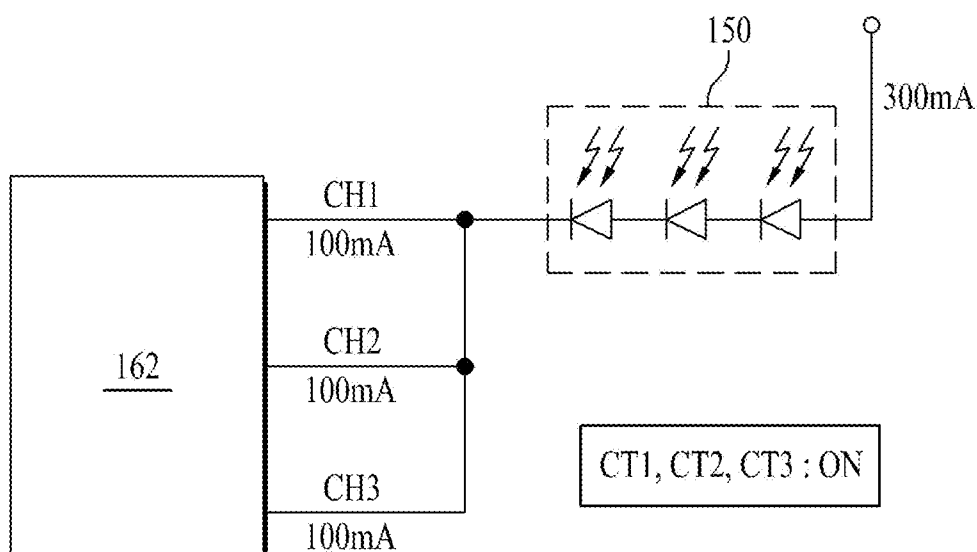 150
300mA
CH1
100mA
CH2
100mA
162
CH3
100mA
CT1, CT2, CT3 : ON